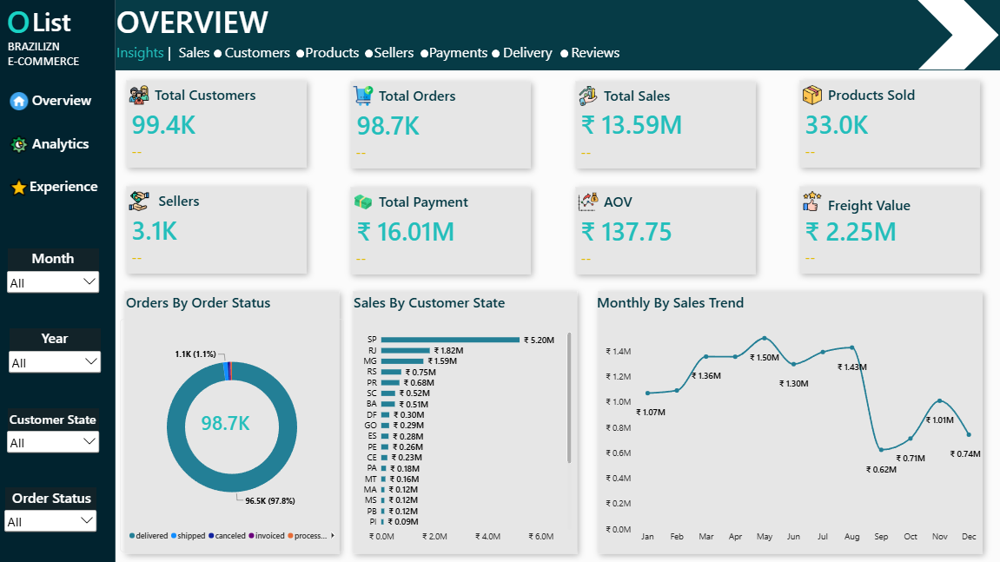 OList
BRAZILIZN
E-COMMERCE
Overview
Analytics
Experience
Month
All
Year
All
Customer State
All
Order Status
All
OVERVIEW
Insights | Sales ● Customers ●Products ●Sellers ●Payments ● Delivery ● Reviews
Total Customers
99.4K
--
Total Orders
98.7K
--
Total Sales
₹ 13.59M
--
Products Sold
33.0K
--
Sellers
3.1K
--
Total Payment
₹ 16.01M
--
AOV
₹ 137.75
--
Freight Value
₹ 2.25M
--
Orders By Order Status
1.1K (1.1%)
98.7K
96.5K (97.8%)
delivered shipped canceled invoiced process...
Sales By Customer State
SP ₹ 5.20M
RJ ₹ 1.82M
MG ₹ 1.59M
RS ₹ 0.75M
PR ₹ 0.68M
SC ₹ 0.52M
BA ₹ 0.51M
DF ₹ 0.30M
GO ₹ 0.29M
ES ₹ 0.28M
PE ₹ 0.26M
CE ₹ 0.23M
PA ₹ 0.18M
MT ₹ 0.16M
MA ₹ 0.12M
MS ₹ 0.12M
PB ₹ 0.12M
PI ₹ 0.09M
₹ 0.0M ₹ 2.0M ₹ 4.0M ₹ 6.0M
Monthly By Sales Trend
₹ 1.4M
₹ 1.2M
₹ 1.0M
₹ 0.8M
₹ 0.6M
₹ 0.4M
₹ 0.2M
₹ 0.0M
₹ 1.07M
₹ 1.36M
₹ 1.50M
₹ 1.30M
₹ 1.43M
₹ 0.62M
₹ 0.71M
₹ 1.01M
₹ 0.74M
Jan Feb Mar Apr May Jun Jul Aug Sep Oct Nov Dec